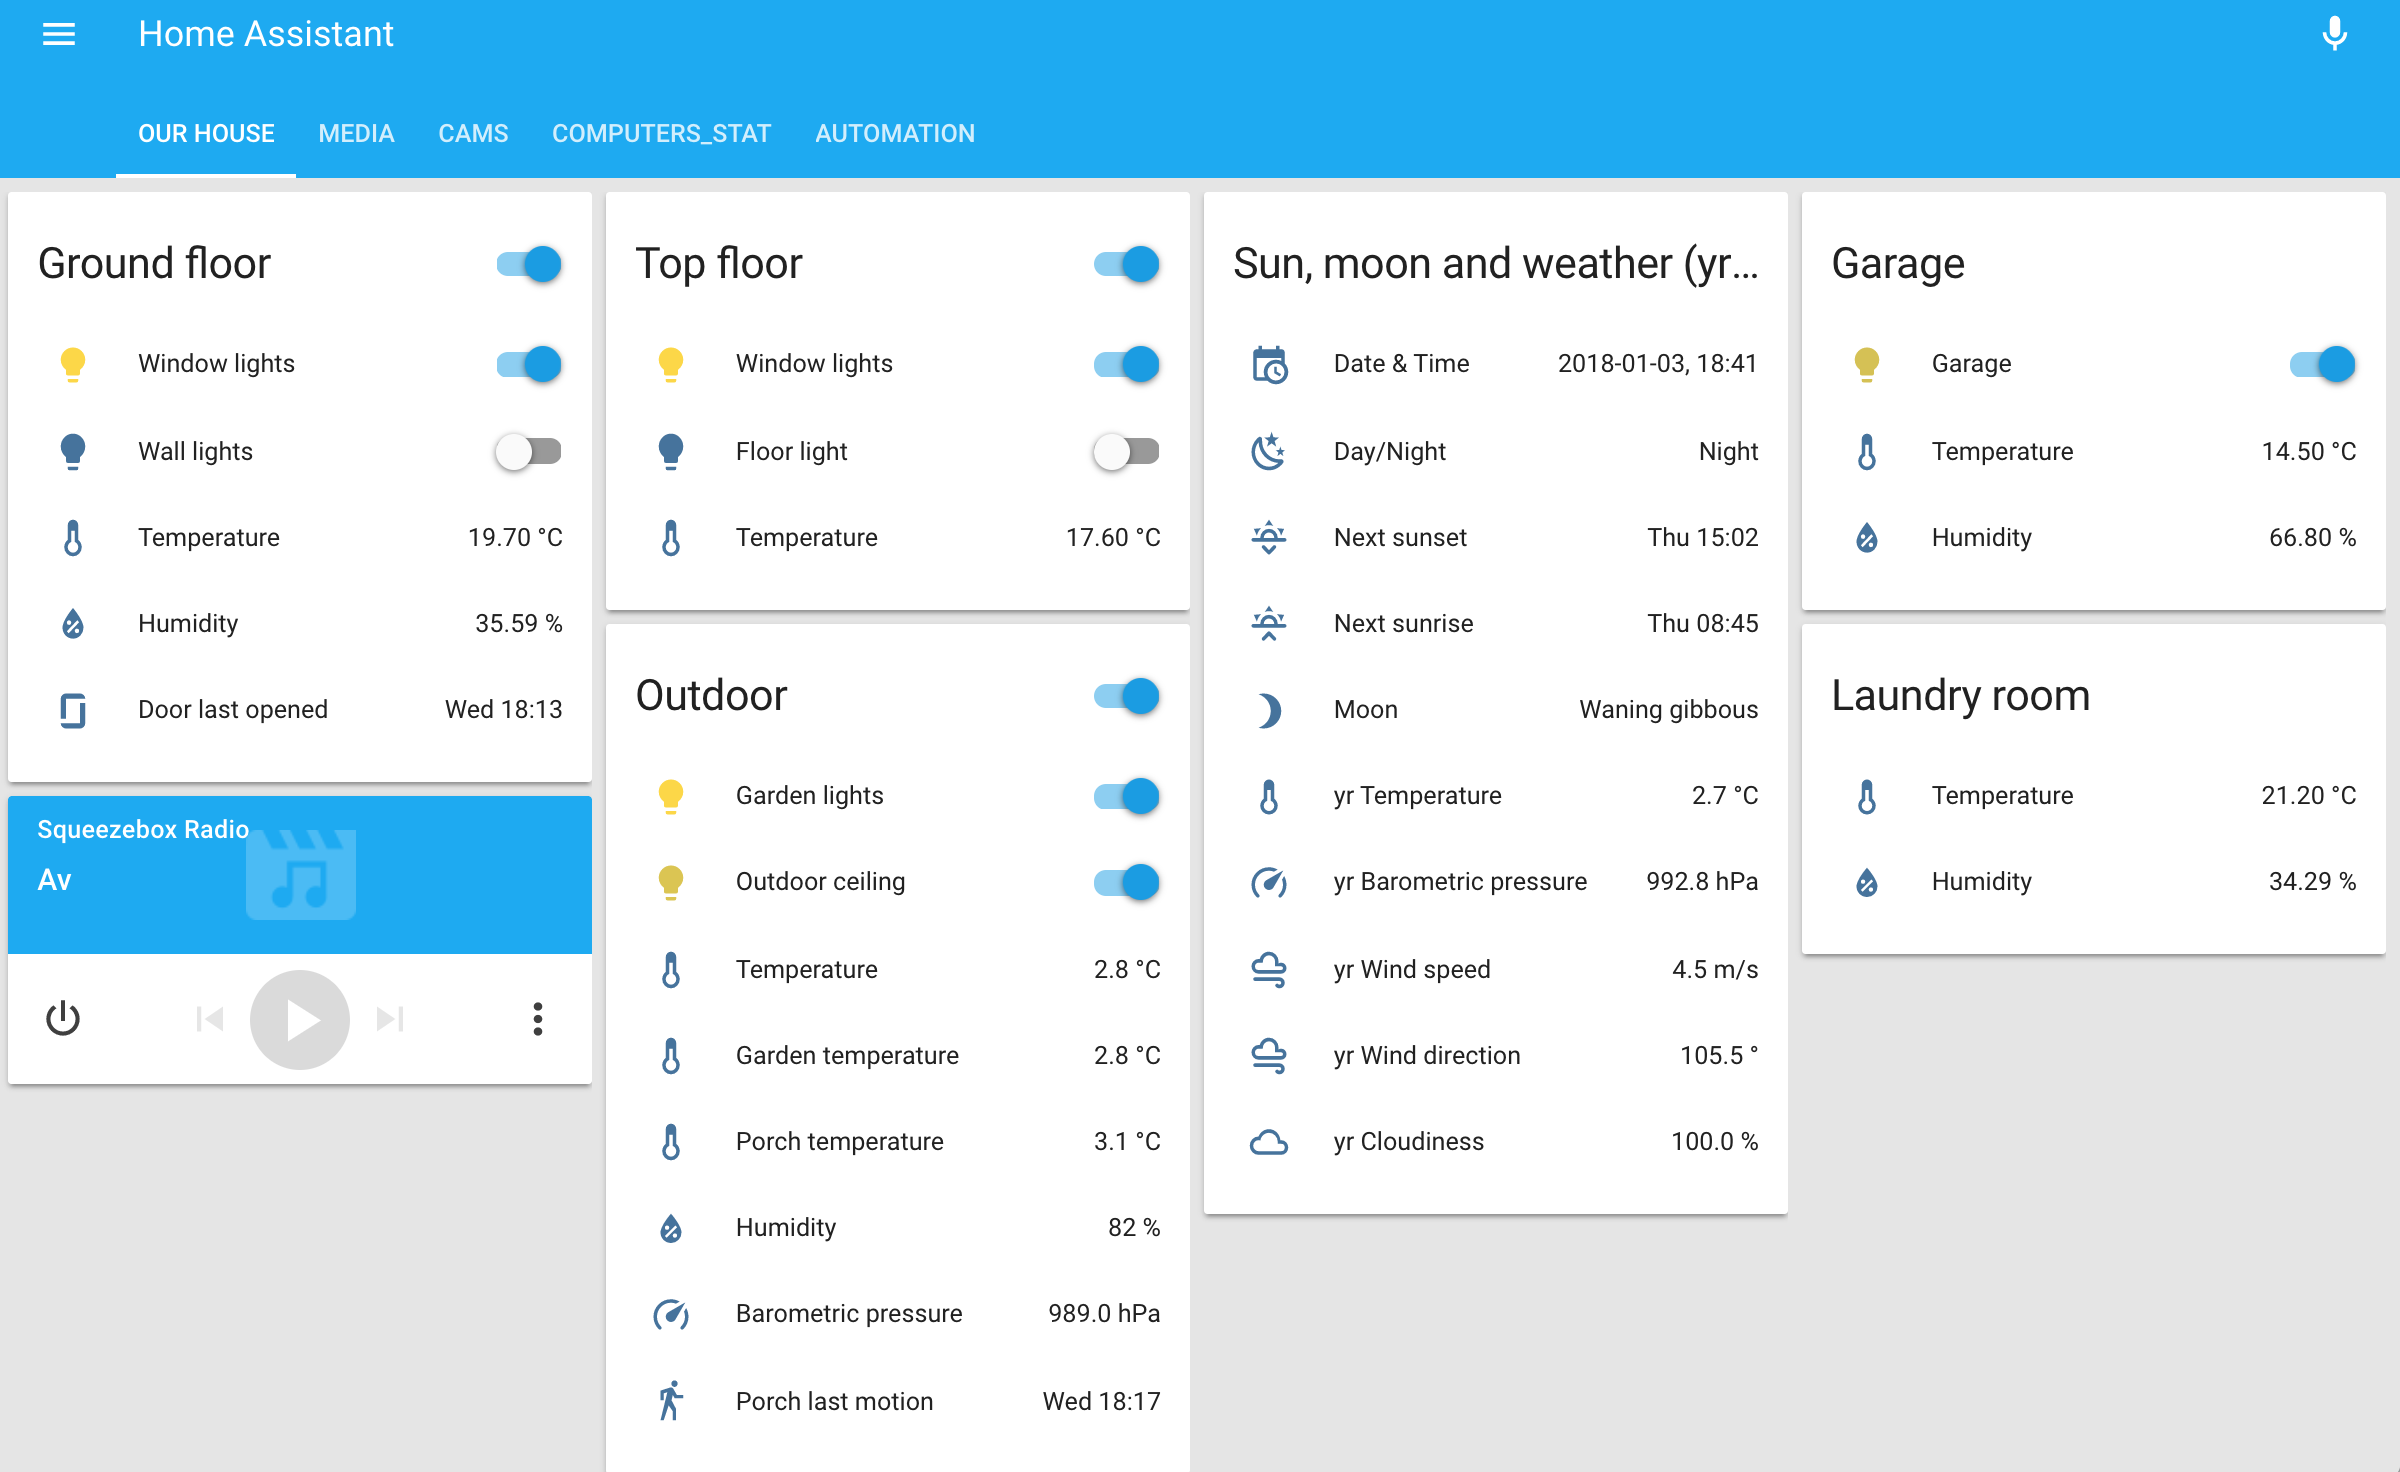 Home Assistant
OUR HOUSE MEDIA CAMS COMPUTERS_STAT AUTOMATION
Ground floor
Window lights
Wall lights
Temperature 19.70 °C
Humidity 35.59 %
Door last opened Wed 18:13
Squeezebox Radio
Av
Top floor
Window lights
Floor light
Temperature 17.60 °C
Outdoor
Garden lights
Outdoor ceiling
Temperature 2.8 °C
Garden temperature 2.8 °C
Porch temperature 3.1 °C
Humidity 82 %
Barometric pressure 989.0 hPa
Porch last motion Wed 18:17
Sun, moon and weather (yr...
Date & Time 2018-01-03, 18:41
Day/Night Night
Next sunset Thu 15:02
Next sunrise Thu 08:45
Moon Waning gibbous
yr Temperature 2.7 °C
yr Barometric pressure 992.8 hPa
yr Wind speed 4.5 m/s
yr Wind direction 105.5 °
yr Cloudiness 100.0 %
Garage
Garage
Temperature 14.50 °C
Humidity 66.80 %
Laundry room
Temperature 21.20 °C
Humidity 34.29 %